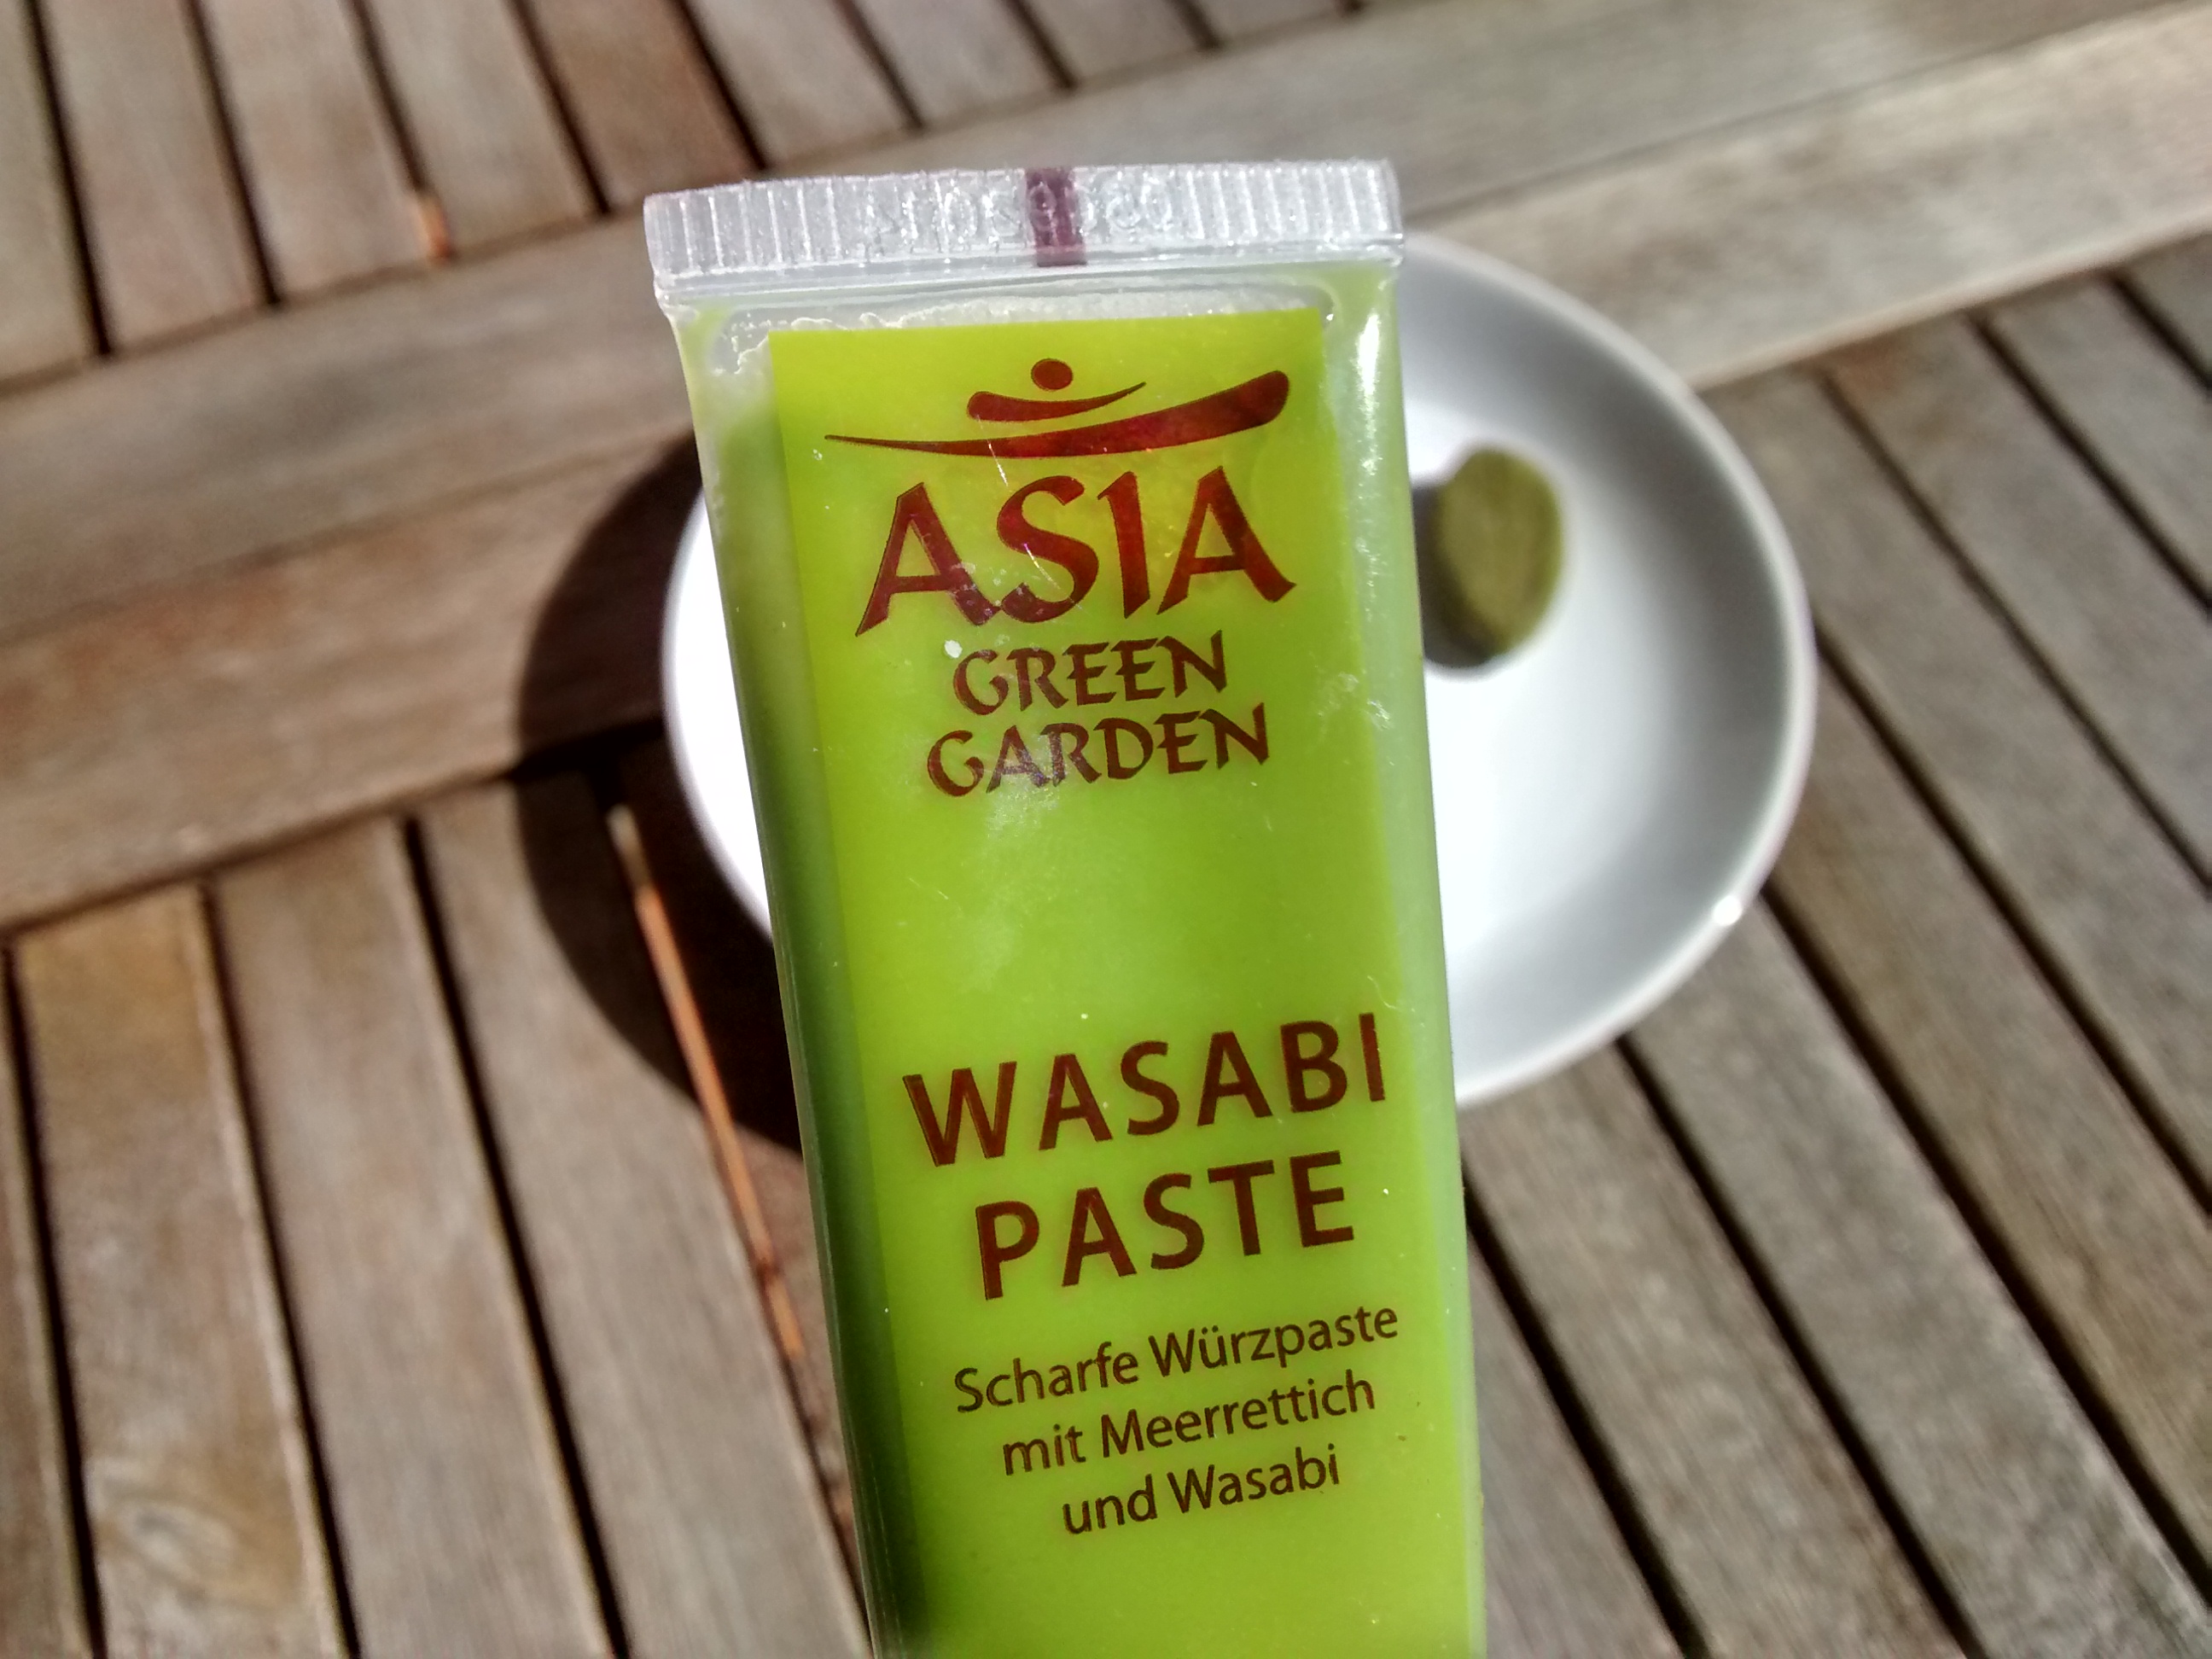 ASIA
GREEN
GARDEN
WASABI
PASTE
Scharfe Würzpaste
mit Meerrettich
und Wasabi